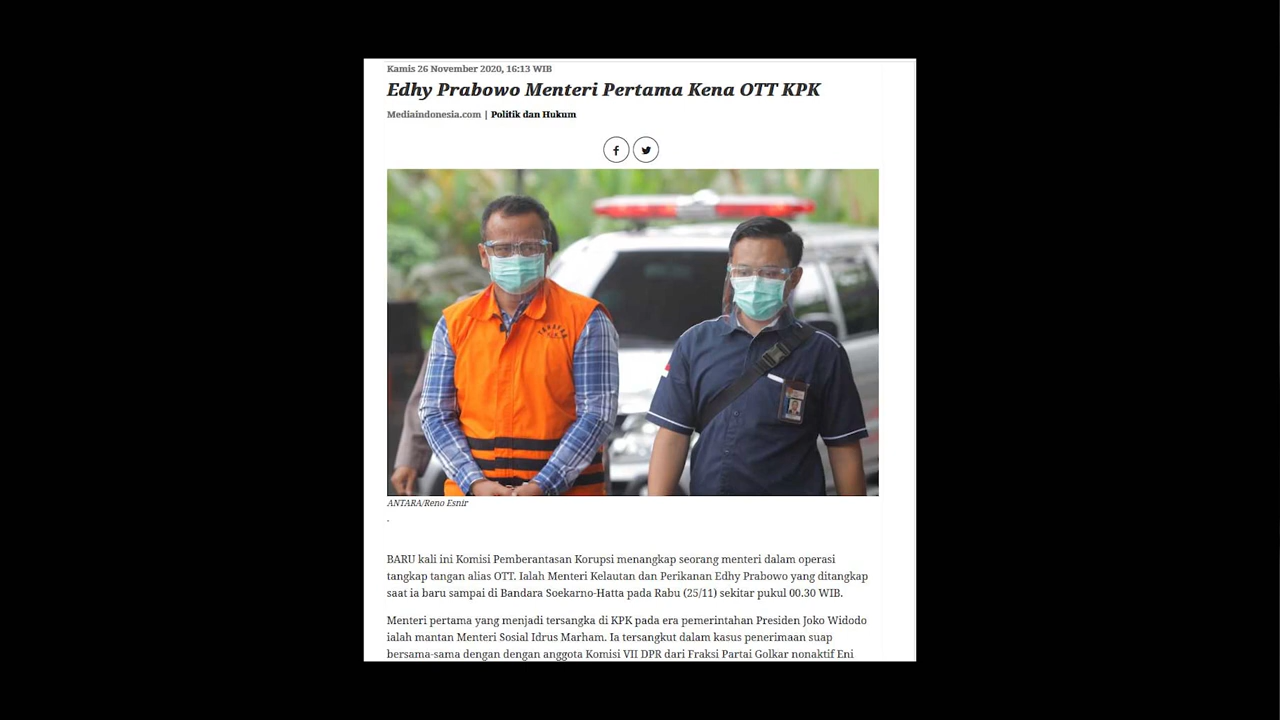 Kamis 26 November 2020, 16:13 WIB
Edhy Prabowo Menteri Pertama Kena OTT KPK
Mediaindonesia.com | Politik dan Hukum
TAHANAN
KPK
ANTARA/Reno Esnir
.
BARU kali ini Komisi Pemberantasan Korupsi menangkap seorang menteri dalam operasi
tangkap tangan alias OTT. Ialah Menteri Kelautan dan Perikanan Edhy Prabowo yang ditangkap
saat ia baru sampai di Bandara Soekarno-Hatta pada Rabu (25/11) sekitar pukul 00.30 WIB.
Menteri pertama yang menjadi tersangka di KPK pada era pemerintahan Presiden Joko Widodo
ialah mantan Menteri Sosial Idrus Marham. Ia tersangkut dalam kasus penerimaan suap
bersama-sama dengan dengan anggota Komisi VII DPR dari Fraksi Partai Golkar nonaktif Eni